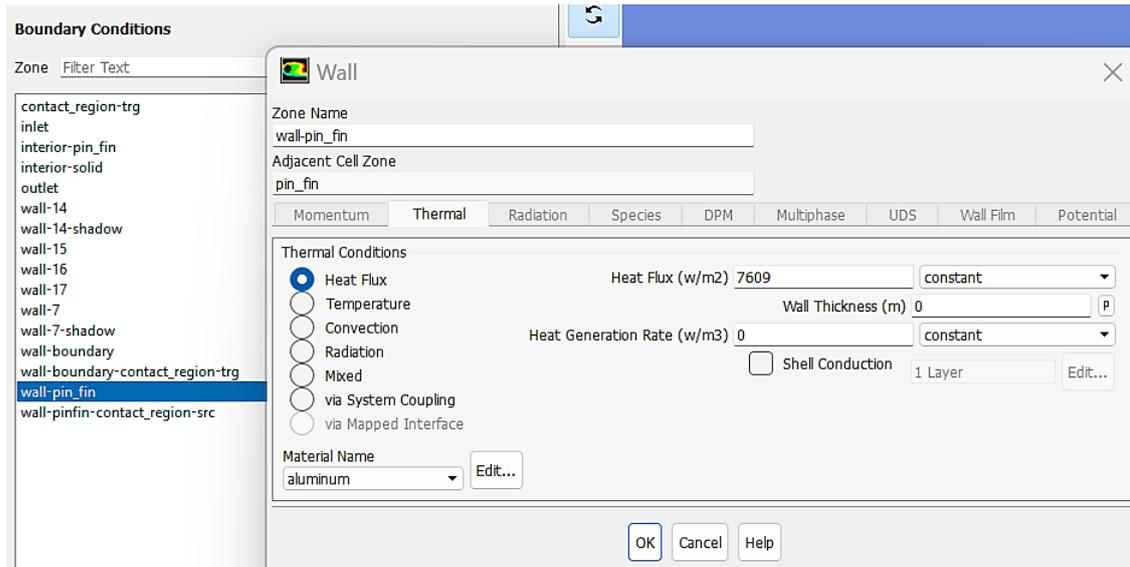 Boundary Conditions
Zone Filter Text
contact_region-trg
inlet
interior-pin_fin
interior-solid
outlet
wall-14
wall-14-shadow
wall-15
wall-16
wall-17
wall-7
wall-7-shadow
wall-boundary
wall-boundary-contact_region-trg
wall-pin_fin
wall-pinfin-contact_region-src
Wall
Zone Name
wall-pin_fin
Adjacent Cell Zone
pin_fin
Momentum Thermal Radiation Species DPM Multiphase UDS Wall Film Potential
Thermal Conditions
Heat Flux
Temperature
Convection
Radiation
Mixed
via System Coupling
via Mapped Interface
Heat Flux (w/m2) 7609 constant
Wall Thickness (m) 0 P
Heat Generation Rate (w/m3) 0 constant
Shell Conduction 1 Layer Edit...
Material Name
aluminum Edit...
OK Cancel Help